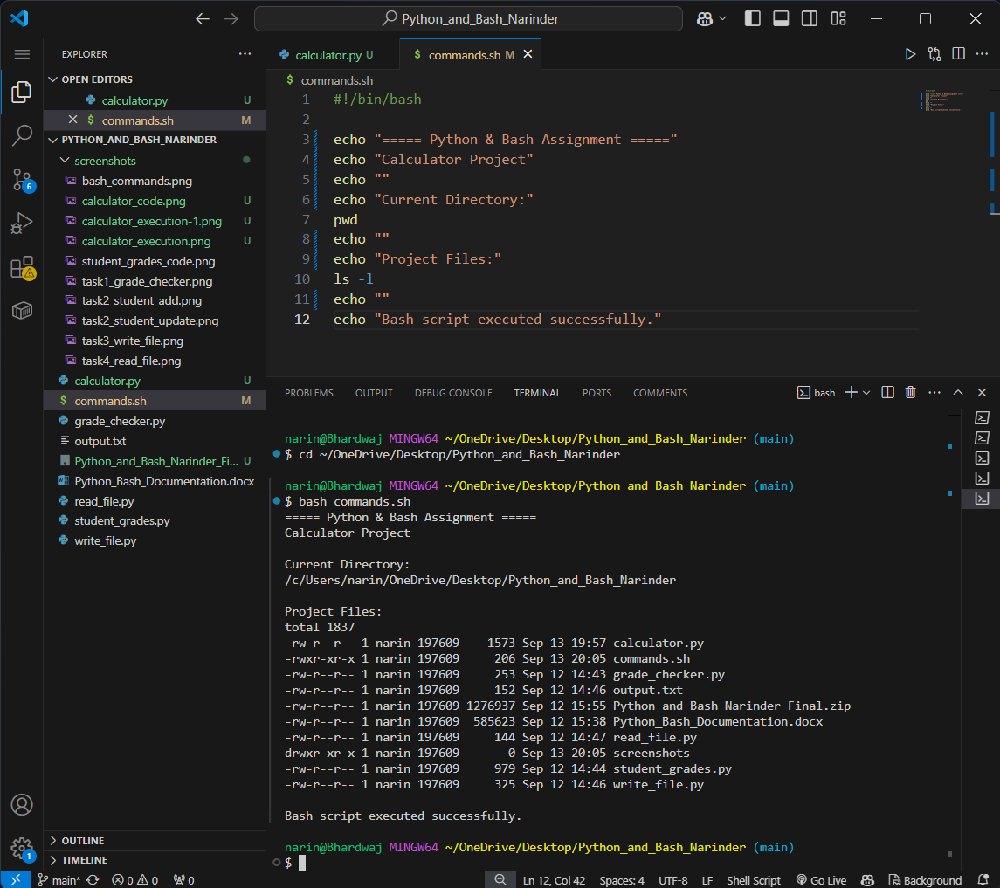 Python_and_Bash_Narinder
EXPLORER
OPEN EDITORS
calculator.py U
commands.sh M
PYTHON_AND_BASH_NARINDER
screenshots
bash_commands.png
calculator_code.png U
calculator_execution-1.png U
calculator_execution.png U
student_grades_code.png
task1_grade_checker.png
task2_student_add.png
task2_student_update.png
task3_write_file.png
task4_read_file.png
calculator.py U
commands.sh M
grade_checker.py
output.txt
Python_and_Bash_Narinder_Fi... U
Python_Bash_Documentation.docx
read_file.py
student_grades.py
write_file.py
OUTLINE
TIMELINE
6
1
calculator.py U
$ commands.sh M
$ commands.sh
1 #!/bin/bash
2
3 echo "===== Python & Bash Assignment ====="
4 echo "Calculator Project"
5 echo ""
6 echo "Current Directory:"
7 pwd
8 echo ""
9 echo "Project Files:"
10 ls -l
11 echo ""
12 echo "Bash script executed successfully."
PROBLEMS OUTPUT DEBUG CONSOLE TERMINAL PORTS COMMENTS
bash
narin@Bhardwaj MINGW64 ~/OneDrive/Desktop/Python_and_Bash_Narinder (main)
$ cd ~/OneDrive/Desktop/Python_and_Bash_Narinder
narin@Bhardwaj MINGW64 ~/OneDrive/Desktop/Python_and_Bash_Narinder (main)
$ bash commands.sh
===== Python & Bash Assignment =====
Calculator Project
Current Directory:
/c/Users/narin/OneDrive/Desktop/Python_and_Bash_Narinder
Project Files:
total 1837
-rw-r--r-- 1 narin 197609    1573 Sep 13 19:57 calculator.py
-rwxr-xr-x 1 narin 197609     206 Sep 13 20:05 commands.sh
-rw-r--r-- 1 narin 197609     253 Sep 12 14:43 grade_checker.py
-rw-r--r-- 1 narin 197609     152 Sep 12 14:46 output.txt
-rw-r--r-- 1 narin 197609 1276937 Sep 12 15:55 Python_and_Bash_Narinder_Final.zip
-rw-r--r-- 1 narin 197609  585623 Sep 12 15:38 Python_Bash_Documentation.docx
-rw-r--r-- 1 narin 197609     144 Sep 12 14:47 read_file.py
drwxr-xr-x 1 narin 197609       0 Sep 13 20:05 screenshots
-rw-r--r-- 1 narin 197609     979 Sep 12 14:44 student_grades.py
-rw-r--r-- 1 narin 197609     325 Sep 12 14:46 write_file.py
Bash script executed successfully.
narin@Bhardwaj MINGW64 ~/OneDrive/Desktop/Python_and_Bash_Narinder (main)
$
main* 0 0 0 Ln 12, Col 42 Spaces: 4 UTF-8 LF Shell Script Go Live Background